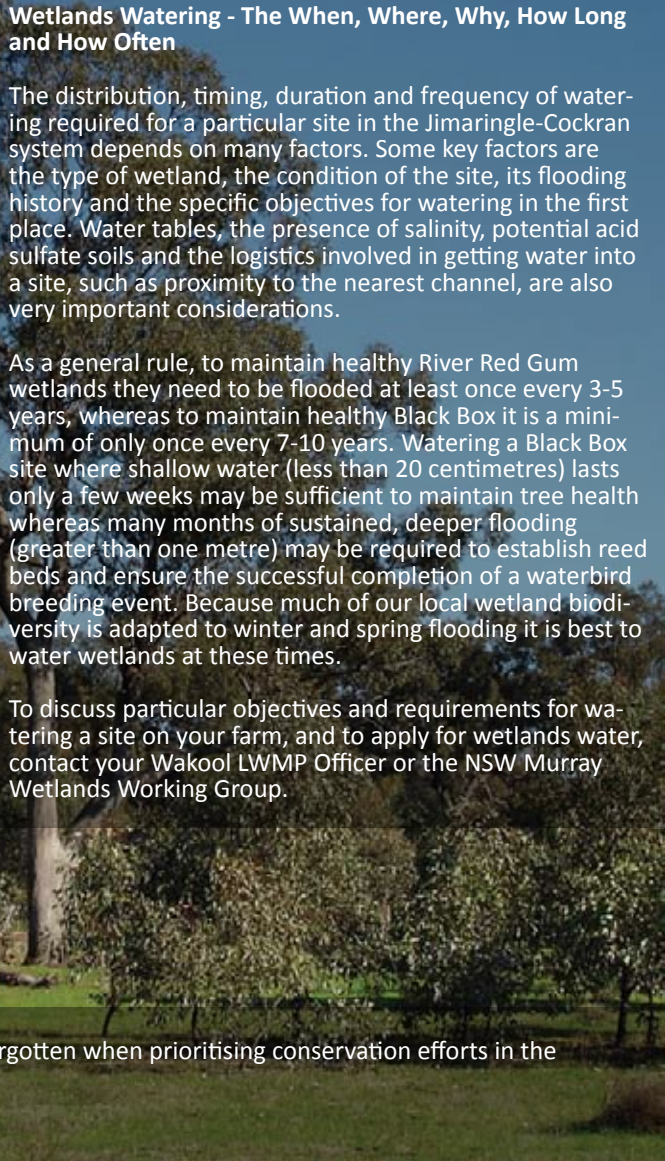 Wetlands Watering - The When, Where, Why, How Long
and How Often
The distribution, timing, duration and frequency of water-
ing required for a particular site in the Jimaringle-Cockran
system depends on many factors. Some key factors are
the type of wetland, the condition of the site, its flooding
history and the specific objectives for watering in the first
place. Water tables, the presence of salinity, potential acid
sulfate soils and the logistics involved in getting water into
a site, such as proximity to the nearest channel, are also
very important considerations.
As a general rule, to maintain healthy River Red Gum
wetlands they need to be flooded at least once every 3-5
years, whereas to maintain healthy Black Box it is a mini-
mum of only once every 7-10 years. Watering a Black Box
site where shallow water (less than 20 centimetres) lasts
only a few weeks may be sufficient to maintain tree health
whereas many months of sustained, deeper flooding
(greater than one metre) may be required to establish reed
beds and ensure the successful completion of a waterbird
breeding event. Because much of our local wetland biodi-
versity is adapted to winter and spring flooding it is best to
water wetlands at these times.
To discuss particular objectives and requirements for wa-
tering a site on your farm, and to apply for wetlands water,
contact your Wakool LWMP Officer or the NSW Murray
Wetlands Working Group.
rgotten when prioritising conservation efforts in the